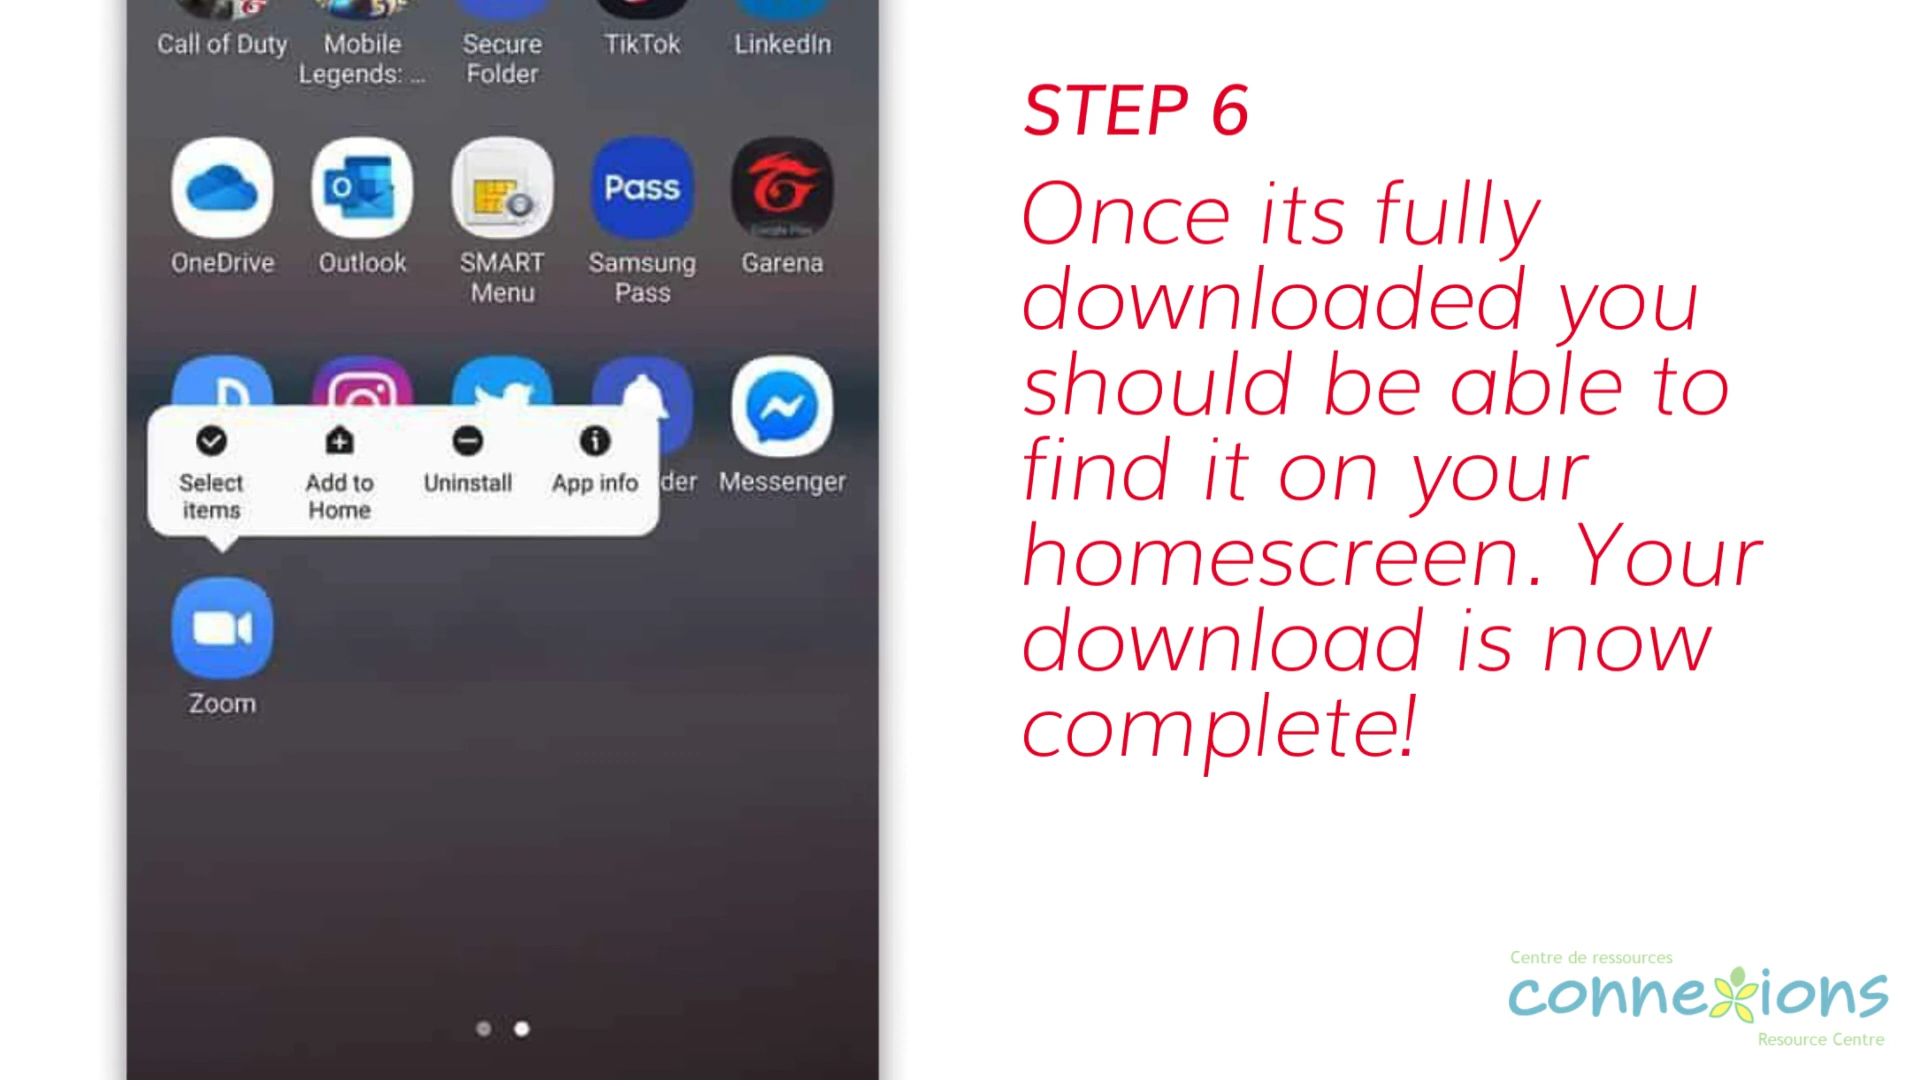 Call of Duty
Mobile
Legends: ...
Secure
Folder
TikTok
LinkedIn
OneDrive
Outlook
SMART
Menu
Pass
Samsung
Pass
Google Play
Garena
Select
items
Add to
Home
Uninstall
App info
der
Messenger
Zoom
STEP 6
Once its fully
downloaded you
should be able to
find it on your
homescreen. Your
download is now
complete!
Centre de ressources
connexions
Resource Centre